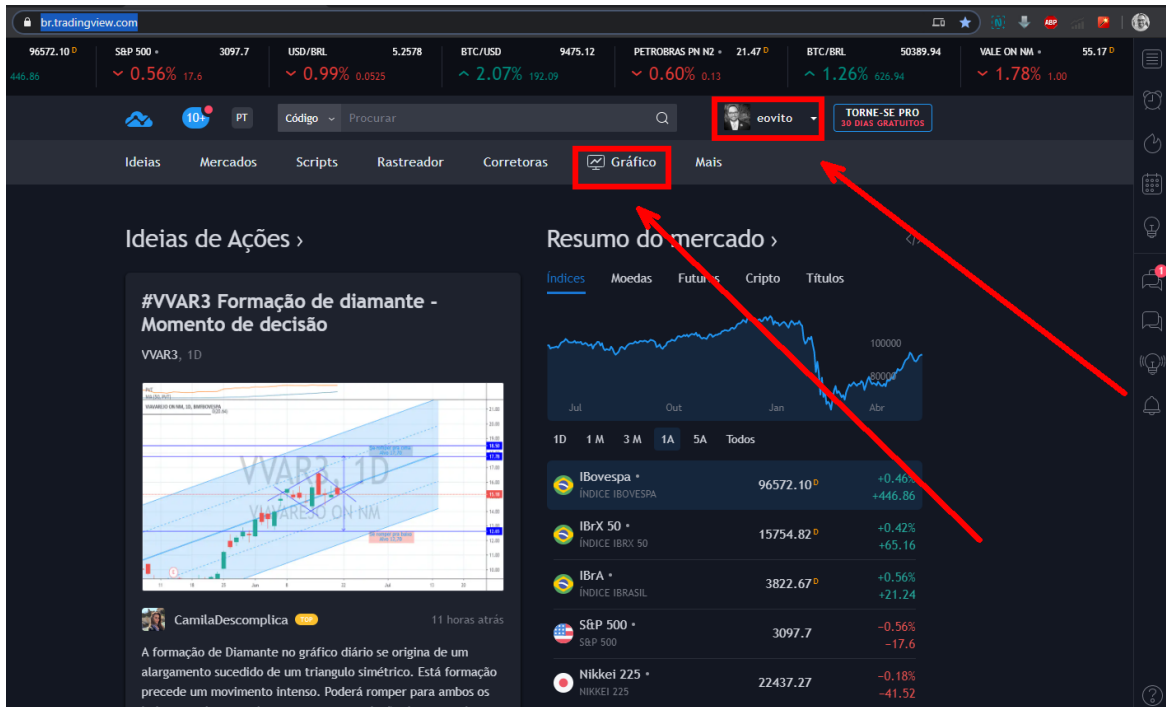 br.tradingview.com
ABP
96572.10 D
446.86
S&P 500 • 3097.7
0.56% 17.6
USD/BRL 5.2578
0.99% 0.0525
BTC/USD 9475.12
2.07% 192.09
PETROBRAS PN N2 • 21.47 D
0.60% 0.13
BTC/BRL 50389.94
1.26% 626.94
VALE ON NM • 55.17 D
1.78% 1.00
10+
PT
Código
Procurar
eovito
TORNE-SE PRO
30 DIAS GRATUITOS
Ideias Mercados Scripts Rastreador Corretoras Gráfico Mais
Ideias de Ações ›
#VVAR3 Formação de diamante -
Momento de decisão
VVAR3, 1D
VVAR3, 1D
VIAVAREJO ON NM
CamilaDescomplica TOP
11 horas atrás
A formação de Diamante no gráfico diário se origina de um
alargamento sucedido de um triangulo simétrico. Está formação
precede um movimento intenso. Poderá romper para ambos os
Resumo do mercado ›
</>
Índices Moedas Futuros Cripto Títulos
100000
80000
Jul Out Jan Abr
1D 1 M 3 M 1A 5A Todos
IBovespa •
ÍNDICE IBOVESPA
96572.10 D
+0.46%
+446.86
IBrX 50 •
ÍNDICE IBRX 50
15754.82 D
+0.42%
+65.16
IBrA •
ÍNDICE IBRASIL
3822.67 D
+0.56%
+21.24
S&P 500 •
S&P 500
3097.7
−0.56%
−17.6
Nikkei 225 •
NIKKEI 225
22437.27
−0.18%
−41.52
1